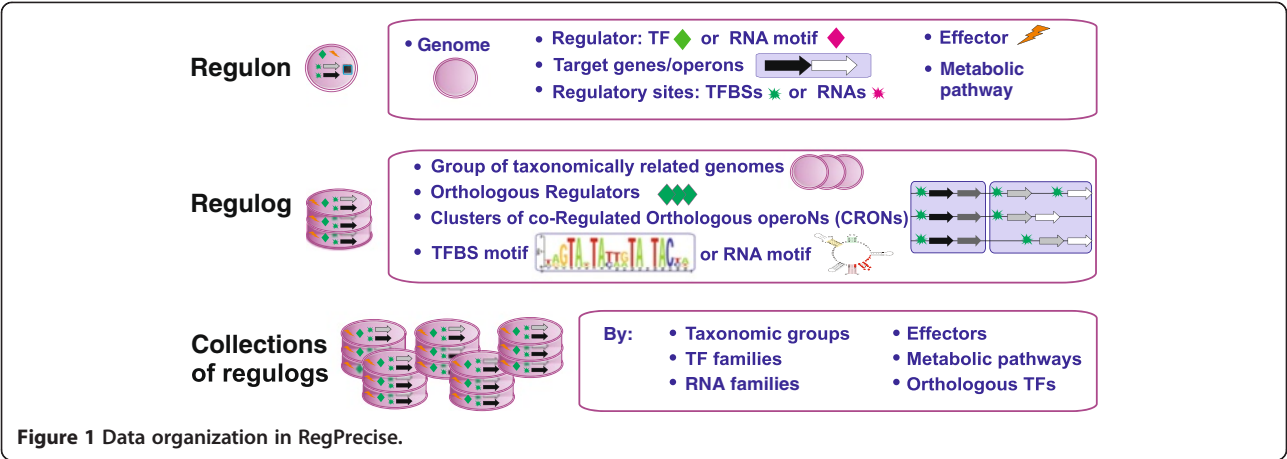 Regulon
• Genome
• Regulator: TF or RNA motif
• Target genes/operons
• Regulatory sites: TFBSs or RNAs
• Effector
• Metabolic
pathway
Regulog
• Group of taxonomically related genomes
• Orthologous Regulators
• Clusters of co-Regulated Orthologous operoNs (CRONs)
• TFBS motif or RNA motif
Collections
of regulogs
By:
• Taxonomic groups
• TF families
• RNA families
• Effectors
• Metabolic pathways
• Orthologous TFs
Figure 1 Data organization in RegPrecise.